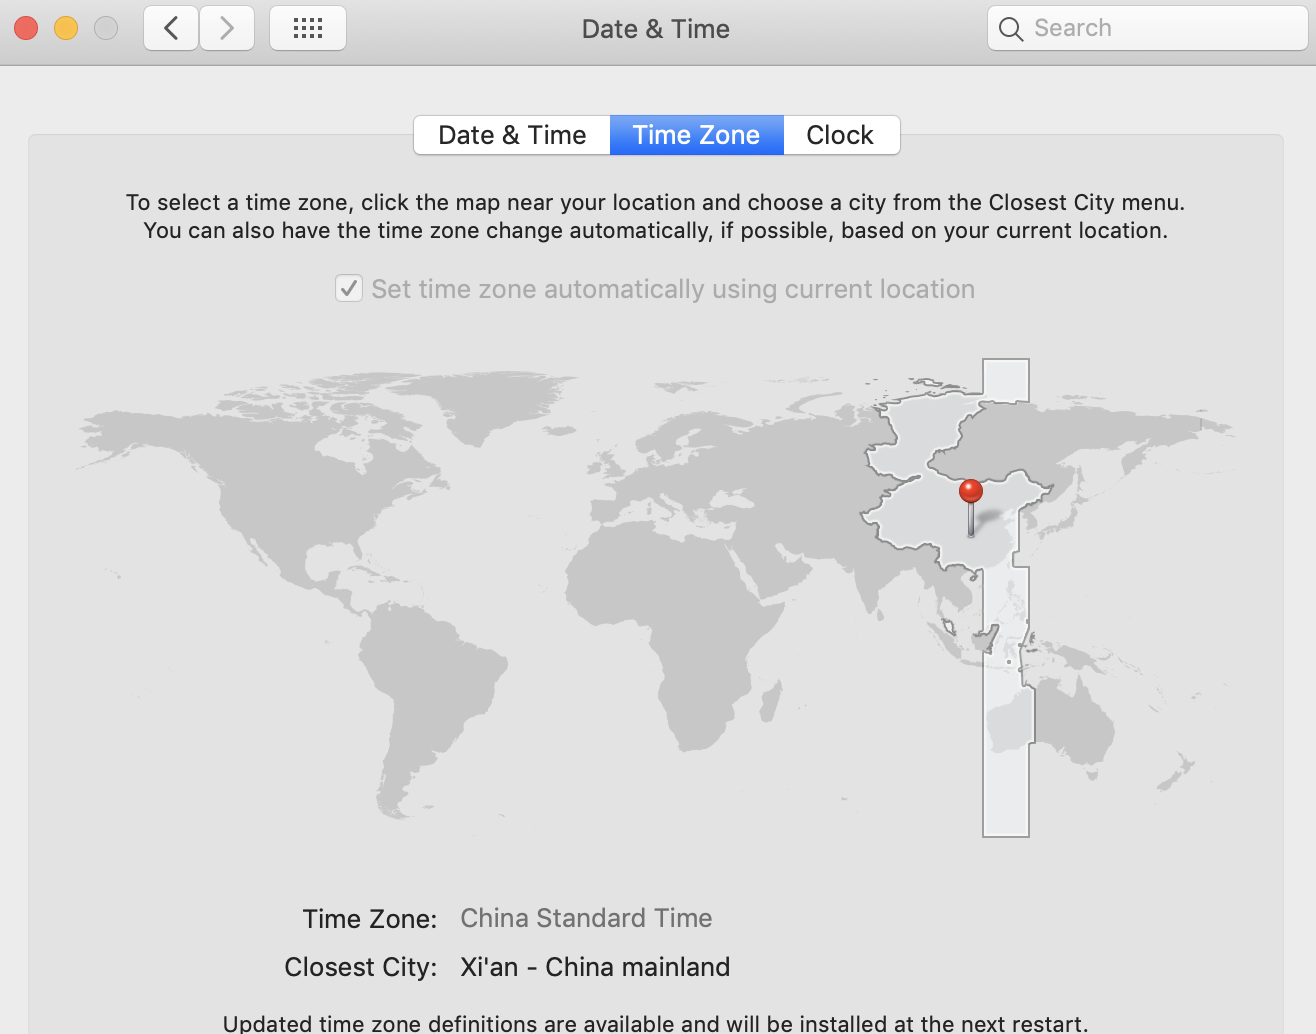 Date & Time
Search
Date & Time
Time Zone
Clock
To select a time zone, click the map near your location and choose a city from the Closest City menu.
You can also have the time zone change automatically, if possible, based on your current location.
Set time zone automatically using current location
Time Zone: China Standard Time
Closest City: Xi'an - China mainland
Updated time zone definitions are available and will be installed at the next restart.